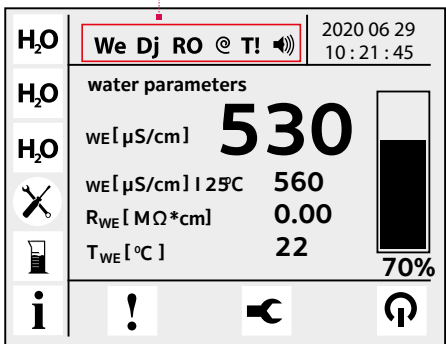 H₂O
We Dj RO @ T!
2020 06 29
10 : 21 : 45
H₂O
water parameters
H₂O
WE[ µS/cm] 530
WE[ µS/cm] I 25ºC 560
RWE[ MΩ*cm] 0.00
TWE[ ºC ] 22
70%
i
!